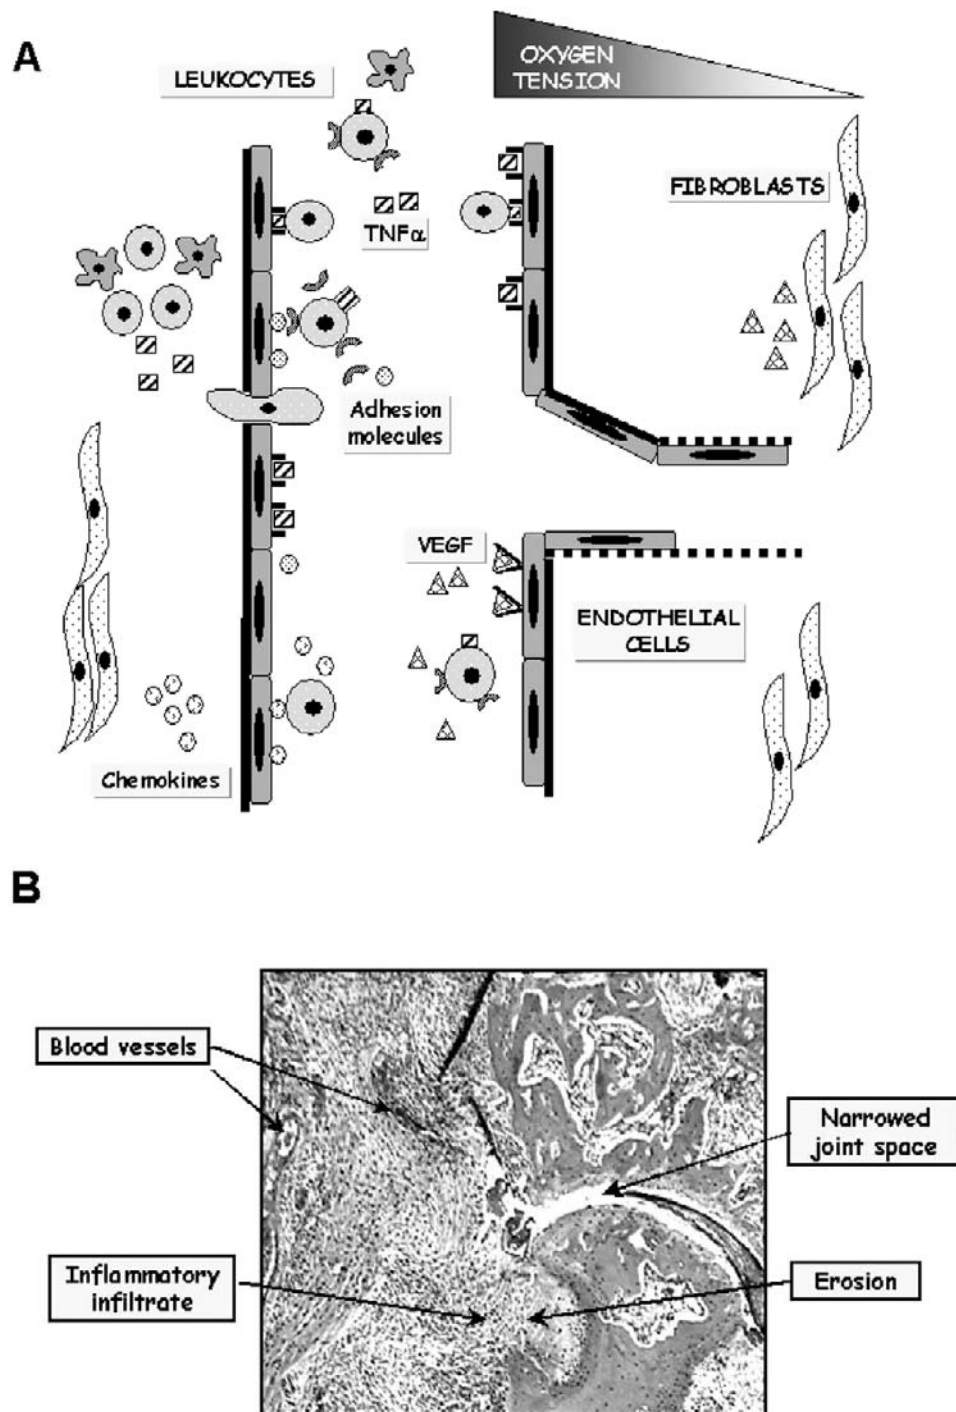 A
LEUKOCYTES
OXYGEN
TENSION
FIBROBLASTS
TNFα
Adhesion
molecules
VEGF
ENDOTHELIAL
CELLS
Chemokines
B
Blood vessels
Narrowed
joint space
Inflammatory
infiltrate
Erosion